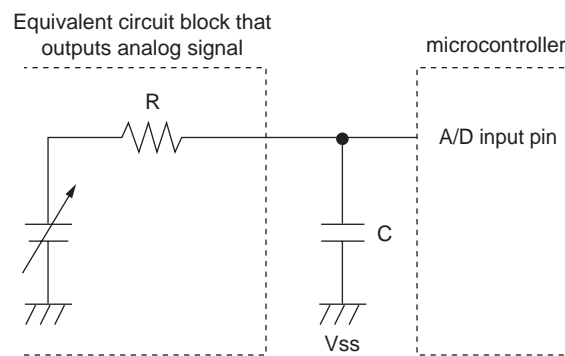 Equivalent circuit block that
outputs analog signal
microcontroller
R
A/D input pin
C
Vss